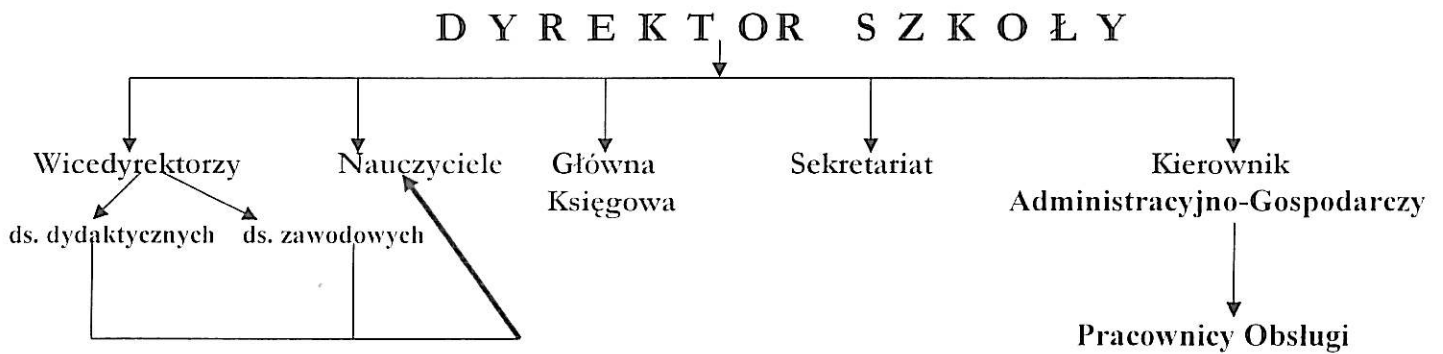 DYREKTOR SZKOŁY
Wicedyrektorzy
Nauczyciele
Główna
Księgowa
Sekretariat
Kierownik
Administracyjno-Gospodarczy
ds. dydaktycznych
ds. zawodowych
Pracownicy Obsługi